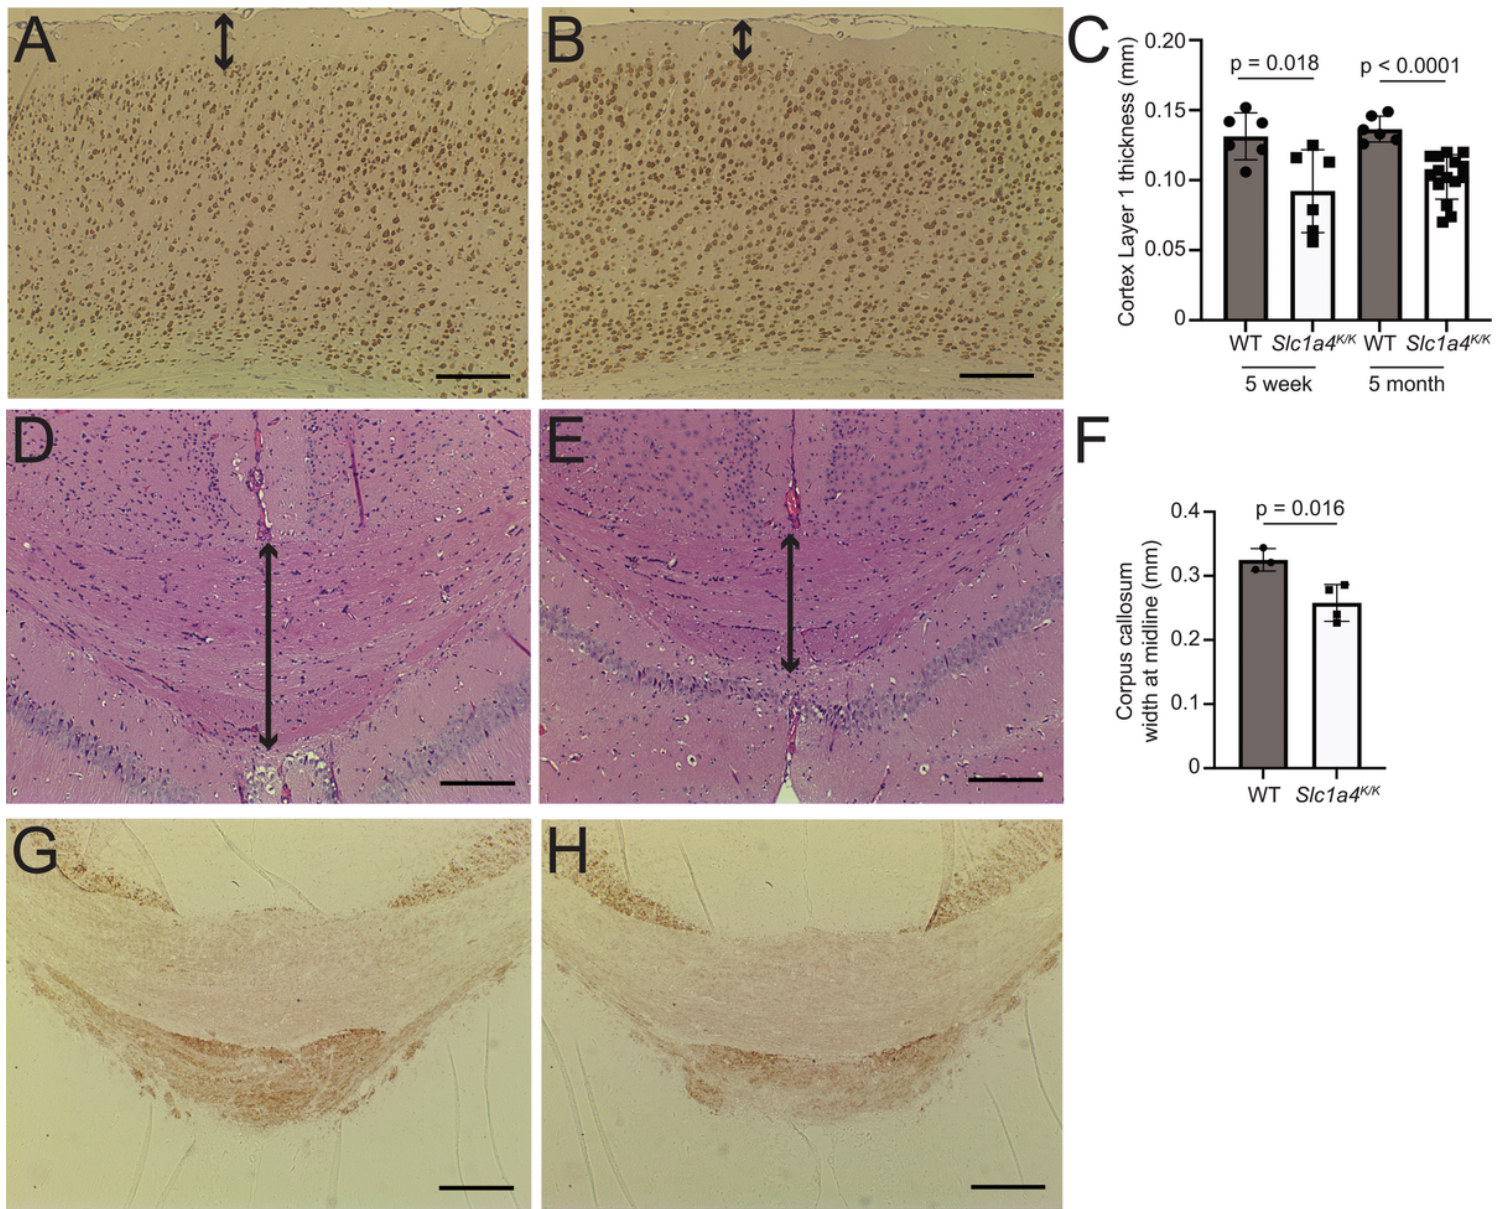 A
B
C
Cortex Layer 1 thickness (mm)
0.20
0.15
0.10
0.05
0
p = 0.018
p < 0.0001
WT
Slc1a4K/K
WT
Slc1a4K/K
5 week
5 month
D
E
F
Corpus callosum
width at midline (mm)
0.4
0.3
0.2
0.1
0
p = 0.016
WT
Slc1a4K/K
G
H